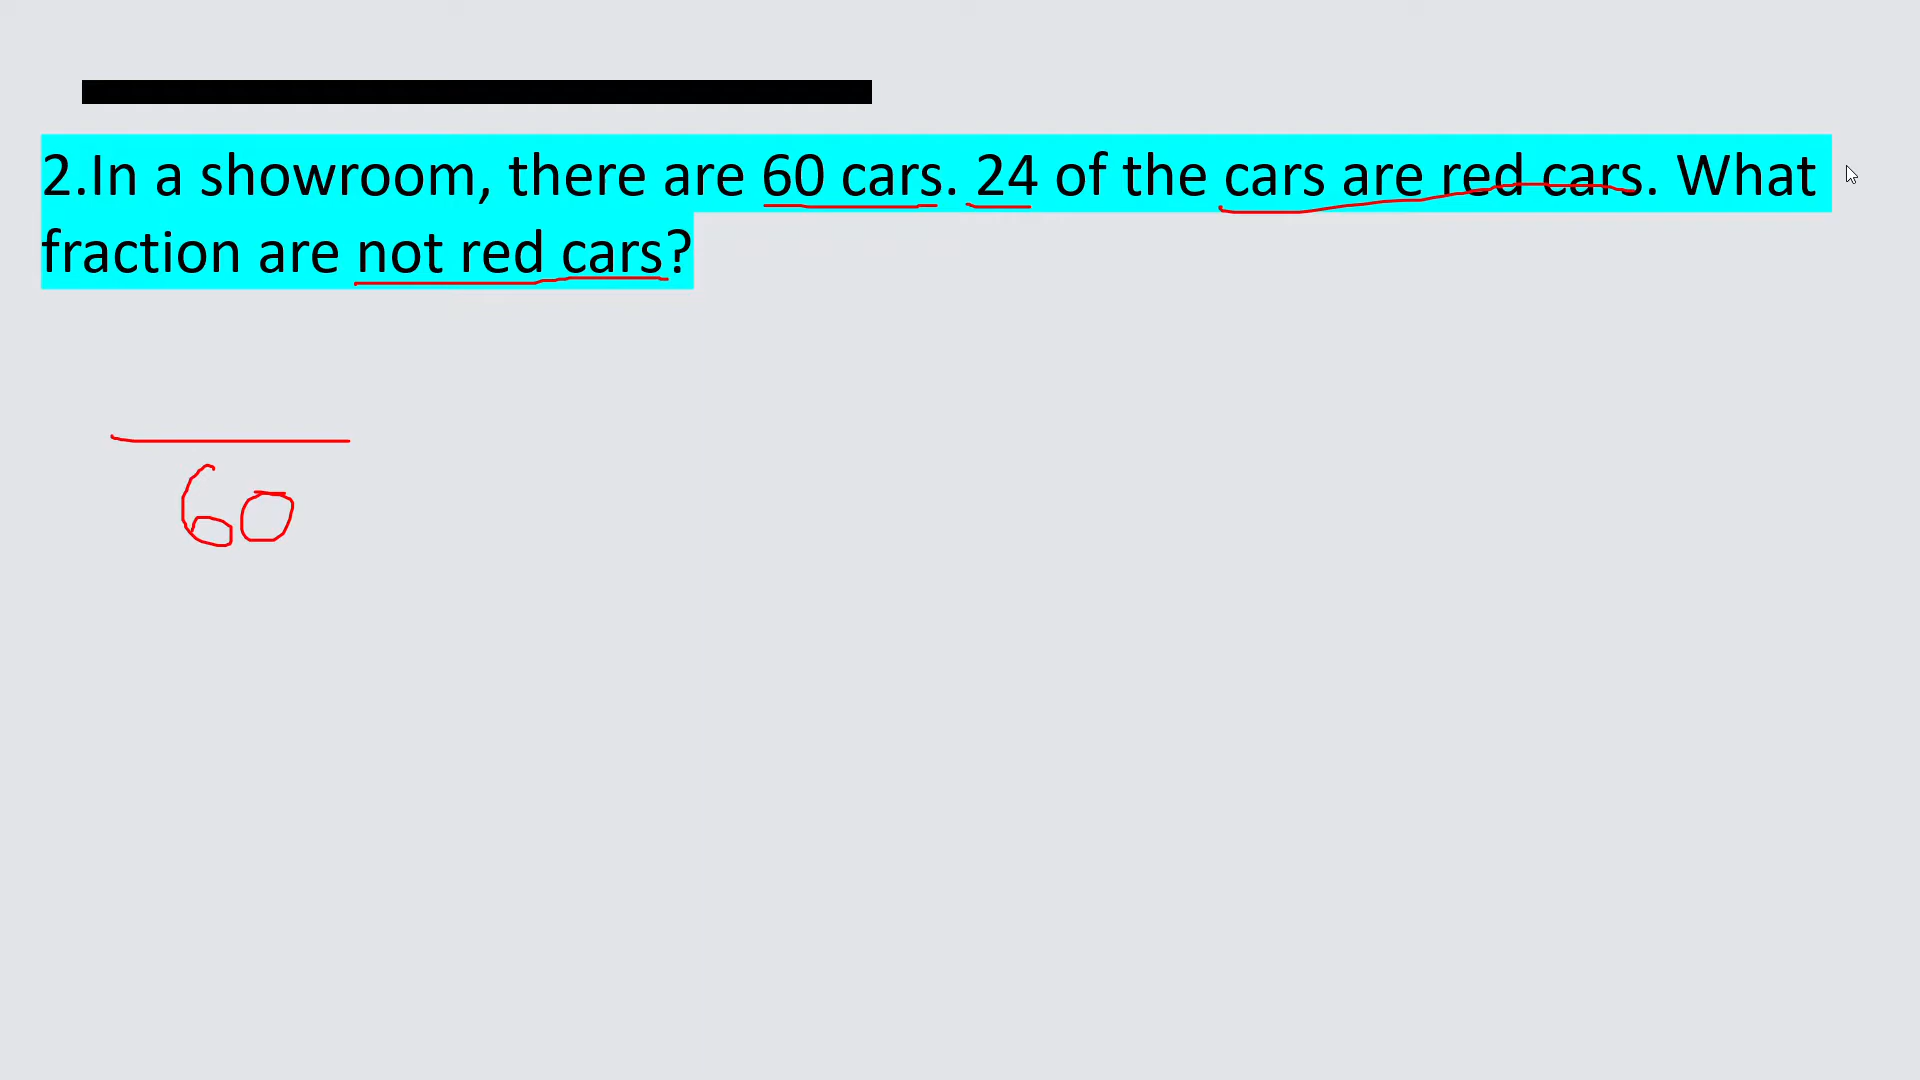 2.In a showroom, there are 60 cars. 24 of the cars are red cars. What
fraction are not red cars?
60